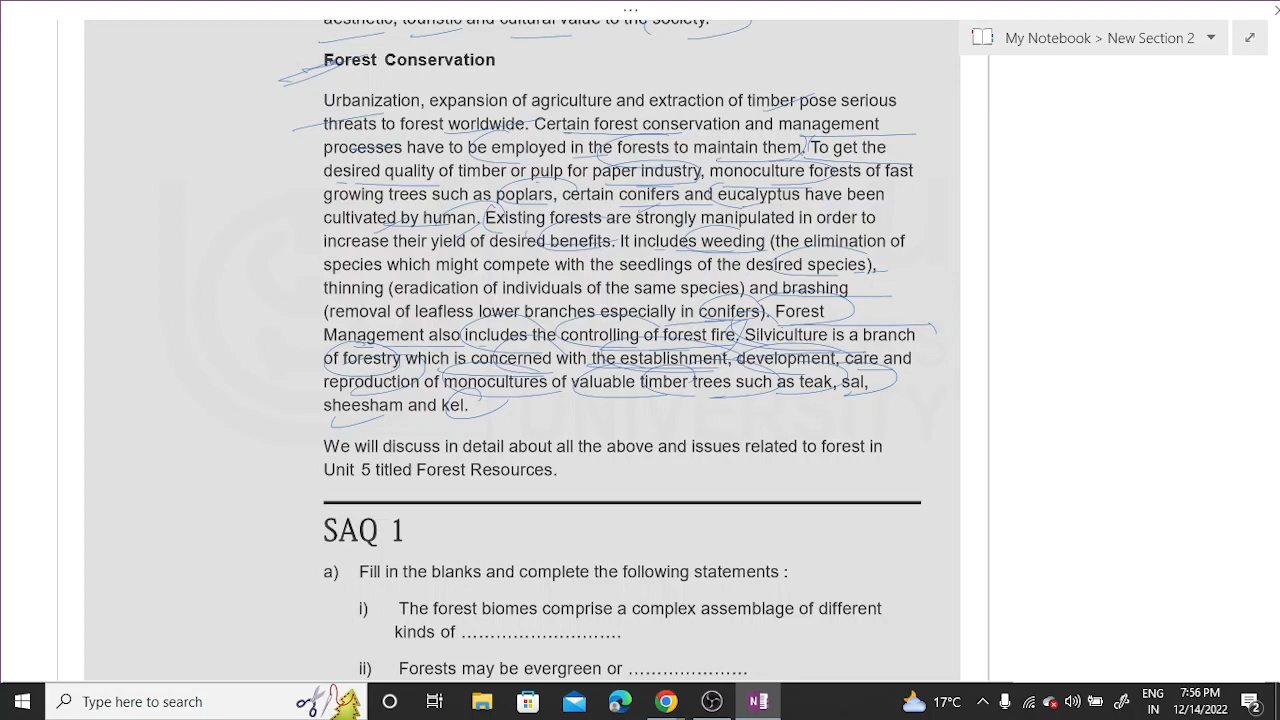 aesthetic, touristic and cultural value to the society.
My Notebook > New Section 2
Forest Conservation
Urbanization, expansion of agriculture and extraction of timber pose serious
threats to forest worldwide. Certain forest conservation and management
processes have to be employed in the forests to maintain them. To get the
desired quality of timber or pulp for paper industry, monoculture forests of fast
growing trees such as poplars, certain conifers and eucalyptus have been
cultivated by human. Existing forests are strongly manipulated in order to
increase their yield of desired benefits. It includes weeding (the elimination of
species which might compete with the seedlings of the desired species),
thinning (eradication of individuals of the same species) and brashing
(removal of leafless lower branches especially in conifers). Forest
Management also includes the controlling of forest fire. Silviculture is a branch
of forestry which is concerned with the establishment, development, care and
reproduction of monocultures of valuable timber trees such as teak, sal,
sheesham and kel.
We will discuss in detail about all the above and issues related to forest in
Unit 5 titled Forest Resources.
SAQ 1
a) Fill in the blanks and complete the following statements :
i) The forest biomes comprise a complex assemblage of different
kinds of ……………………….
ii) Forests may be evergreen or …………………
Type here to search
17°C
ENG
IN
7:56 PM
12/14/2022
2
UNIVERSITY